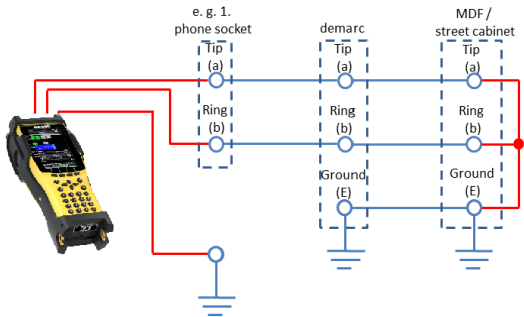 e. g. 1.
phone socket
demarc
MDF /
street cabinet
Tip
(a)
Tip
(a)
Tip
(a)
Ring
(b)
Ring
(b)
Ring
(b)
Ground
(E)
Ground
(E)